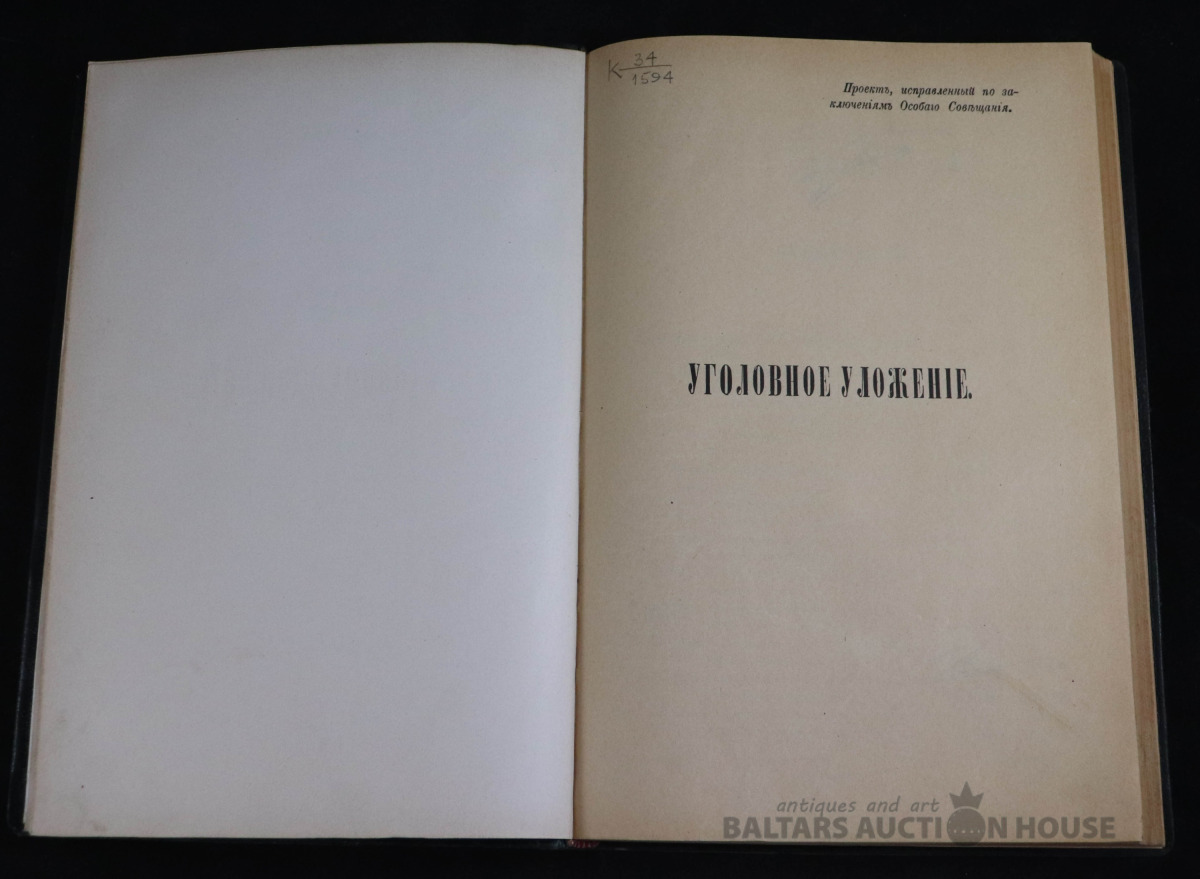 К 34
1594
Проектъ, исправленный по за-
ключеніямъ Особаго Совѣщанія.
УГОЛОВНОЕ УЛОЖЕНІЕ.
antiques and art
BALTARS AUCTION HOUSE